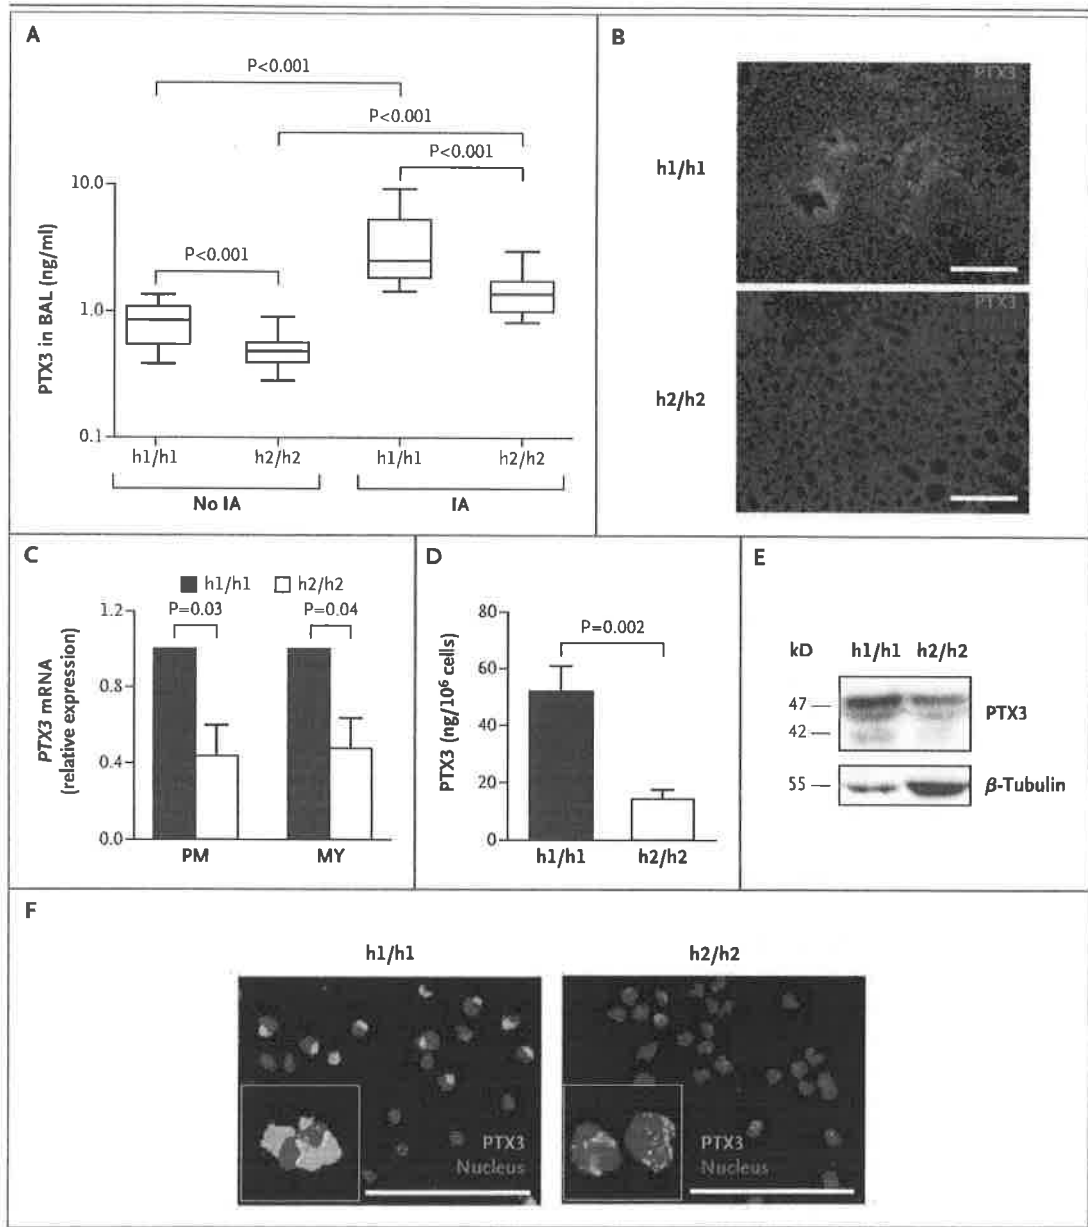 A
P<0.001
P<0.001
P<0.001
P<0.001
10.0
1.0
0.1
PTX3 in BAL (ng/ml)
h1/h1
h2/h2
h1/h1
h2/h2
No IA
IA
B
h1/h1
PTX3
h2/h2
PTX3
C
h1/h1
h2/h2
P=0.03
P=0.04
1.2
0.8
0.4
0.0
PTX3 mRNA
(relative expression)
PM
MY
D
P=0.002
80
60
40
20
0
PTX3 (ng/10⁶ cells)
h1/h1
h2/h2
E
kD
h1/h1
h2/h2
47
42
PTX3
55
β-Tubulin
F
h1/h1
h2/h2
PTX3
Nucleus
PTX3
Nucleus